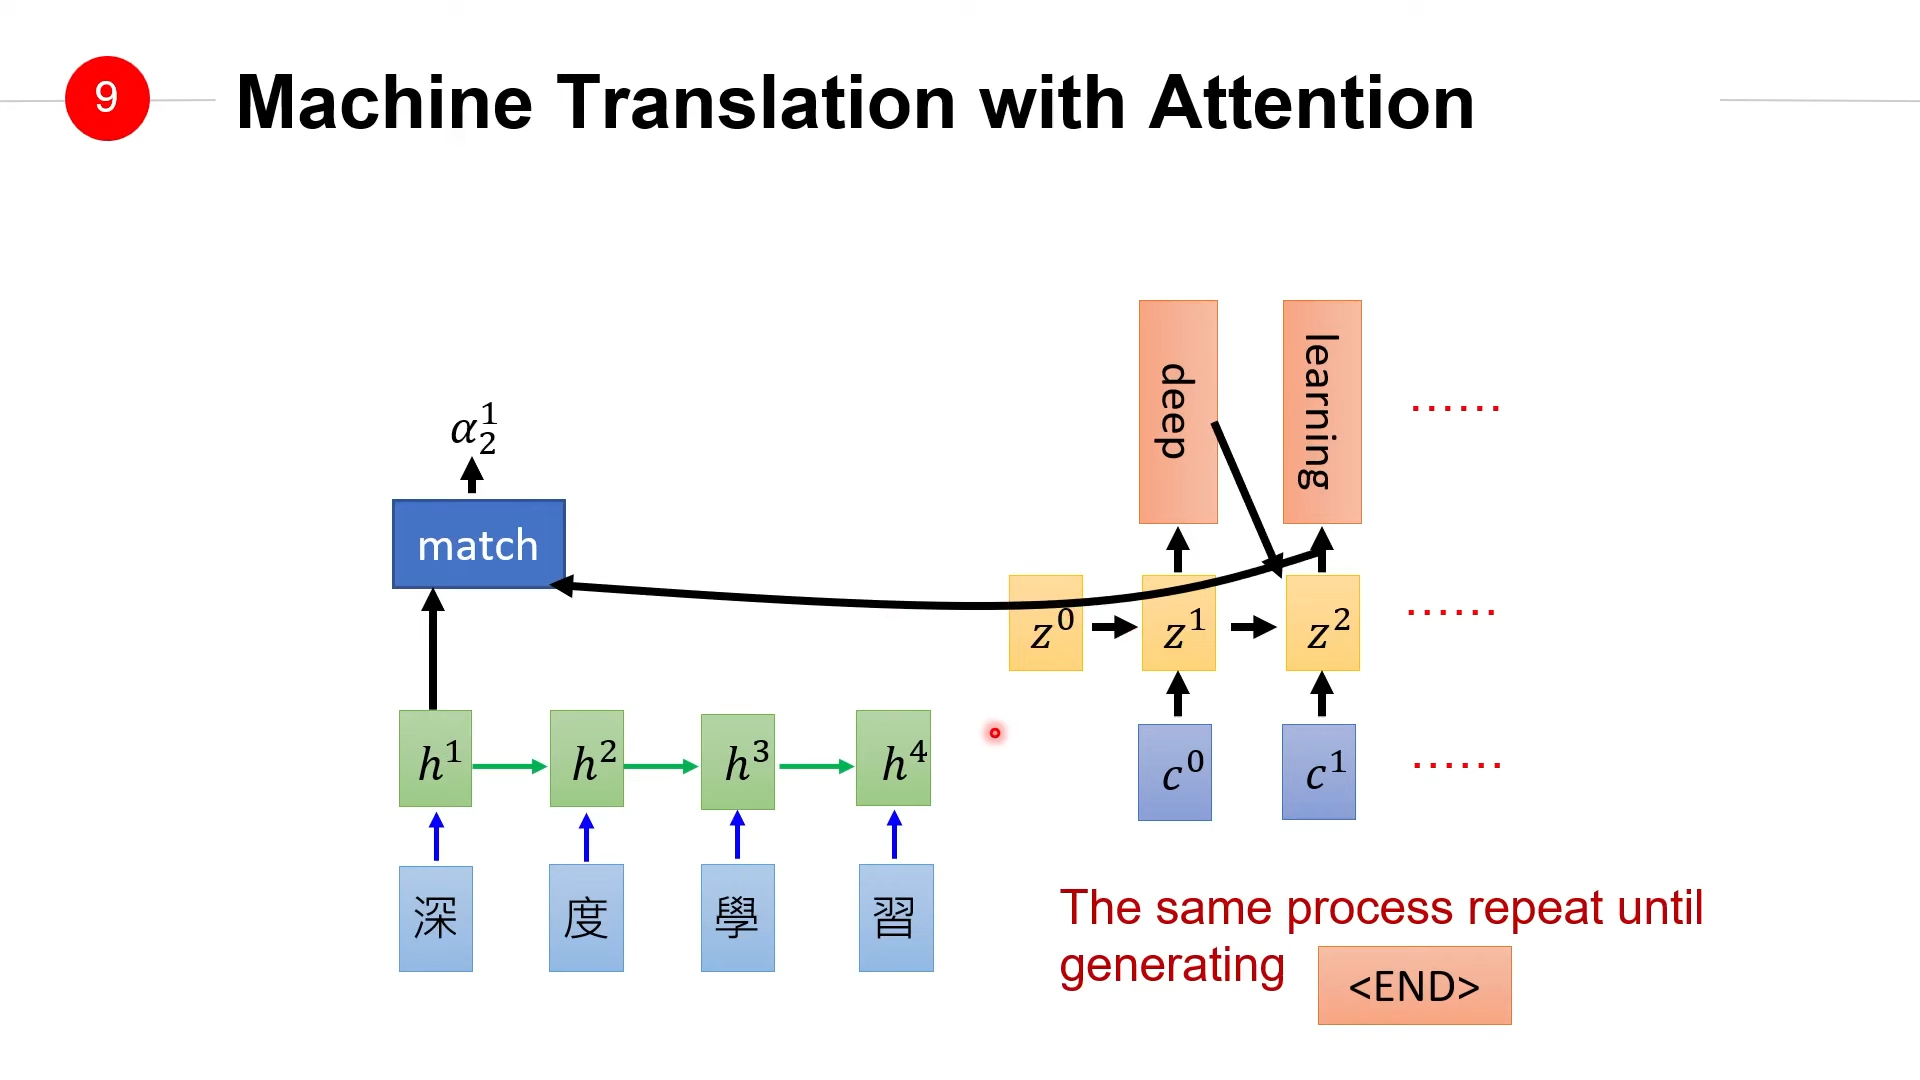 9
Machine Translation with Attention
α₂¹
match
deep
learning
......
z⁰
z¹
z²
......
h¹
h²
h³
h⁴
c⁰
c¹
......
深
度
學
習
The same process repeat until
generating
<END>